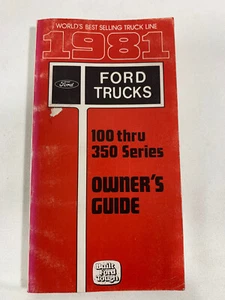 WORLD'S BEST SELLING TRUCK LINE
1981
Ford
FORD
TRUCKS
100 thru
350 Series
OWNER'S
GUIDE
Built
Ford
Tough